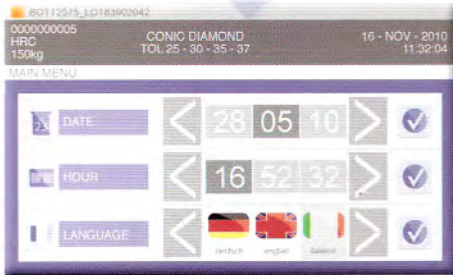 BO1T2575_LOT83902042
0000000005
HRC
150kg
CONIC DIAMOND
TOL 25 - 30 - 35 - 37
16 - NOV - 2010
11:32:04
MAIN MENU
DATE
28 05 10
HOUR
16 52 32
LANGUAGE
deutsch english italiano